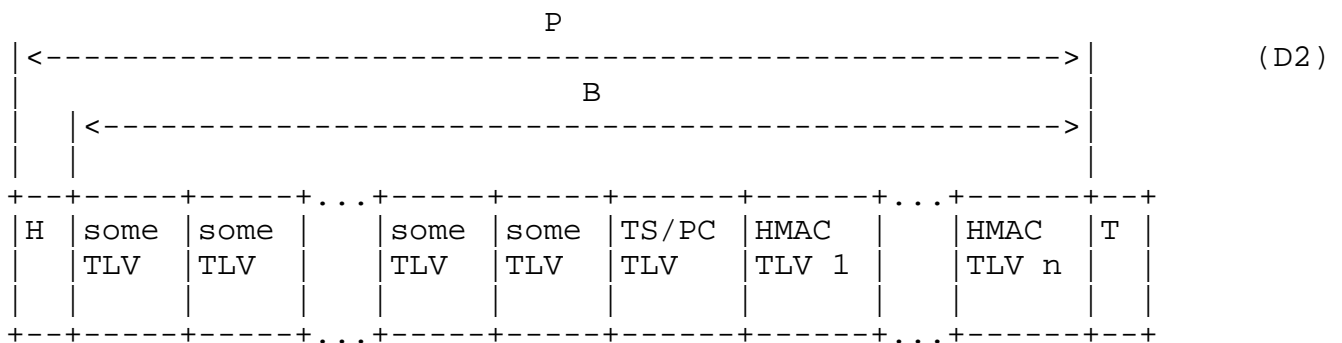 P
|<----------------------------------------------------->|         (D2)
|                                     B                                    |
|  |<-------------------------------------------------->|
|  |                                                    |
+--+-----+-----+...+-----+-----+------+------+...+------+--+
|H |some |some |   |some |some |TS/PC |HMAC  |   |HMAC  |T |
|  |TLV  |TLV  |   |TLV  |TLV  |TLV   |TLV 1 |   |TLV n |  |
|  |     |     |   |     |     |      |      |   |      |  |
+--+-----+-----+...+-----+-----+------+------+...+------+--+